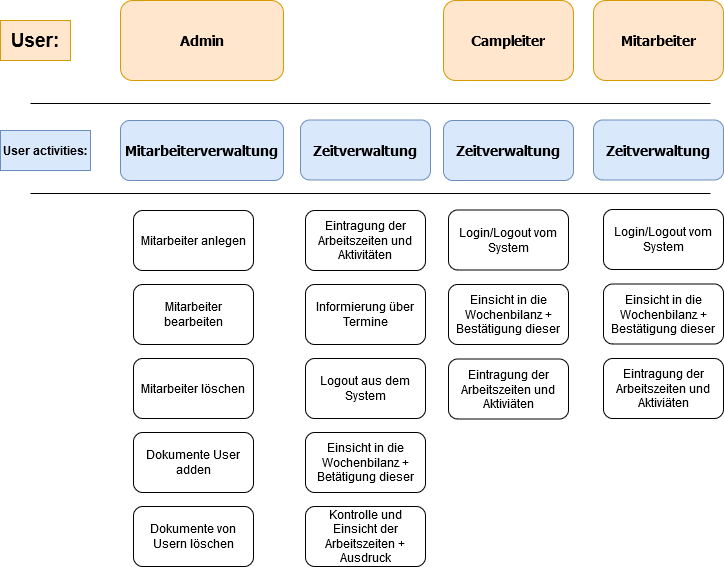 User:
Admin
Campleiter
Mitarbeiter
User activities:
Mitarbeiterverwaltung
Zeitverwaltung
Zeitverwaltung
Zeitverwaltung
Mitarbeiter anlegen
Eintragung der
Arbeitszeiten und
Aktivitäten
Login/Logout vom
System
Login/Logout vom
System
Mitarbeiter
bearbeiten
Informierung über
Termine
Einsicht in die
Wochenbilanz +
Bestätigung dieser
Einsicht in die
Wochenbilanz +
Bestätigung dieser
Mitarbeiter löschen
Logout aus dem
System
Eintragung der
Arbeitszeiten und
Aktiviäten
Eintragung der
Arbeitszeiten und
Aktiviäten
Dokumente User
adden
Einsicht in die
Wochenbilanz +
Betätigung dieser
Dokumente von
Usern löschen
Kontrolle und
Einsicht der
Arbeitszeiten +
Ausdruck